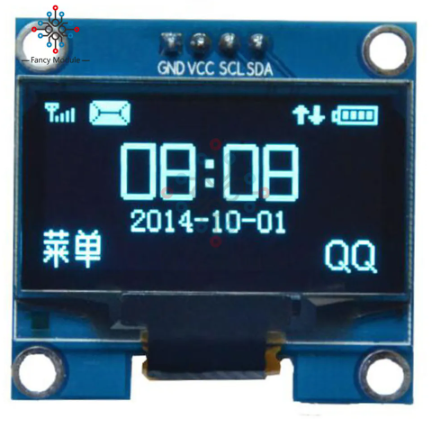 Fancy Module
GND VCC SCL SDA
08:08
2014-10-01
菜单 QQ